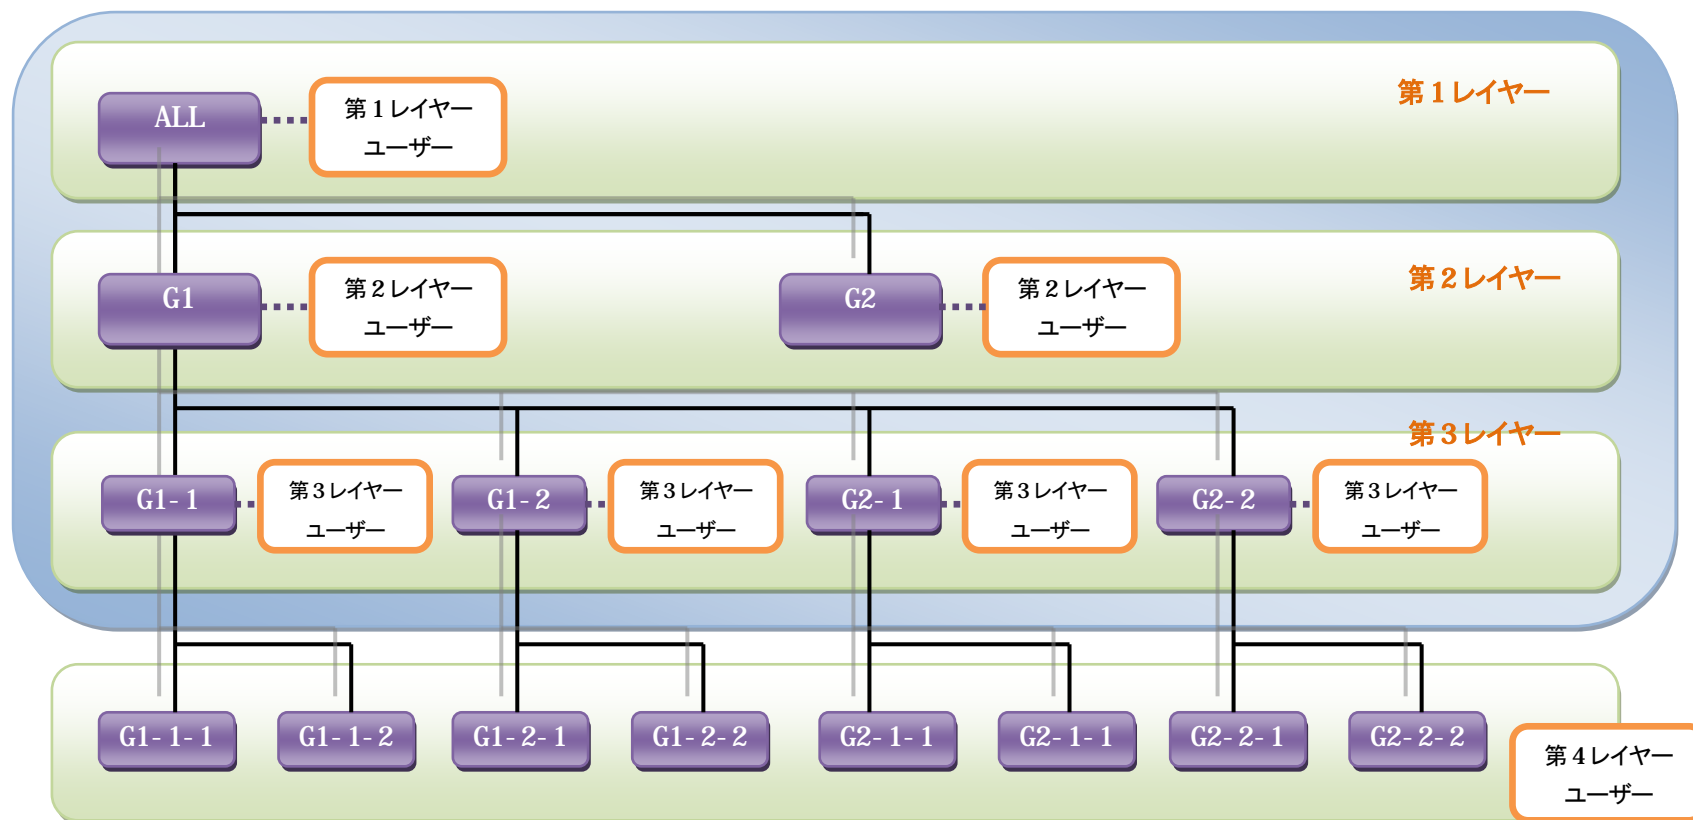 第1レイヤー
ALL
第1レイヤー
ユーザー
第2レイヤー
G1
第2レイヤー
ユーザー
G2
第2レイヤー
ユーザー
第3レイヤー
G1-1
第3レイヤー
ユーザー
G1-2
第3レイヤー
ユーザー
G2-1
第3レイヤー
ユーザー
G2-2
第3レイヤー
ユーザー
G1-1-1
G1-1-2
G1-2-1
G1-2-2
G2-1-1
G2-1-1
G2-2-1
G2-2-2
第4レイヤー
ユーザー